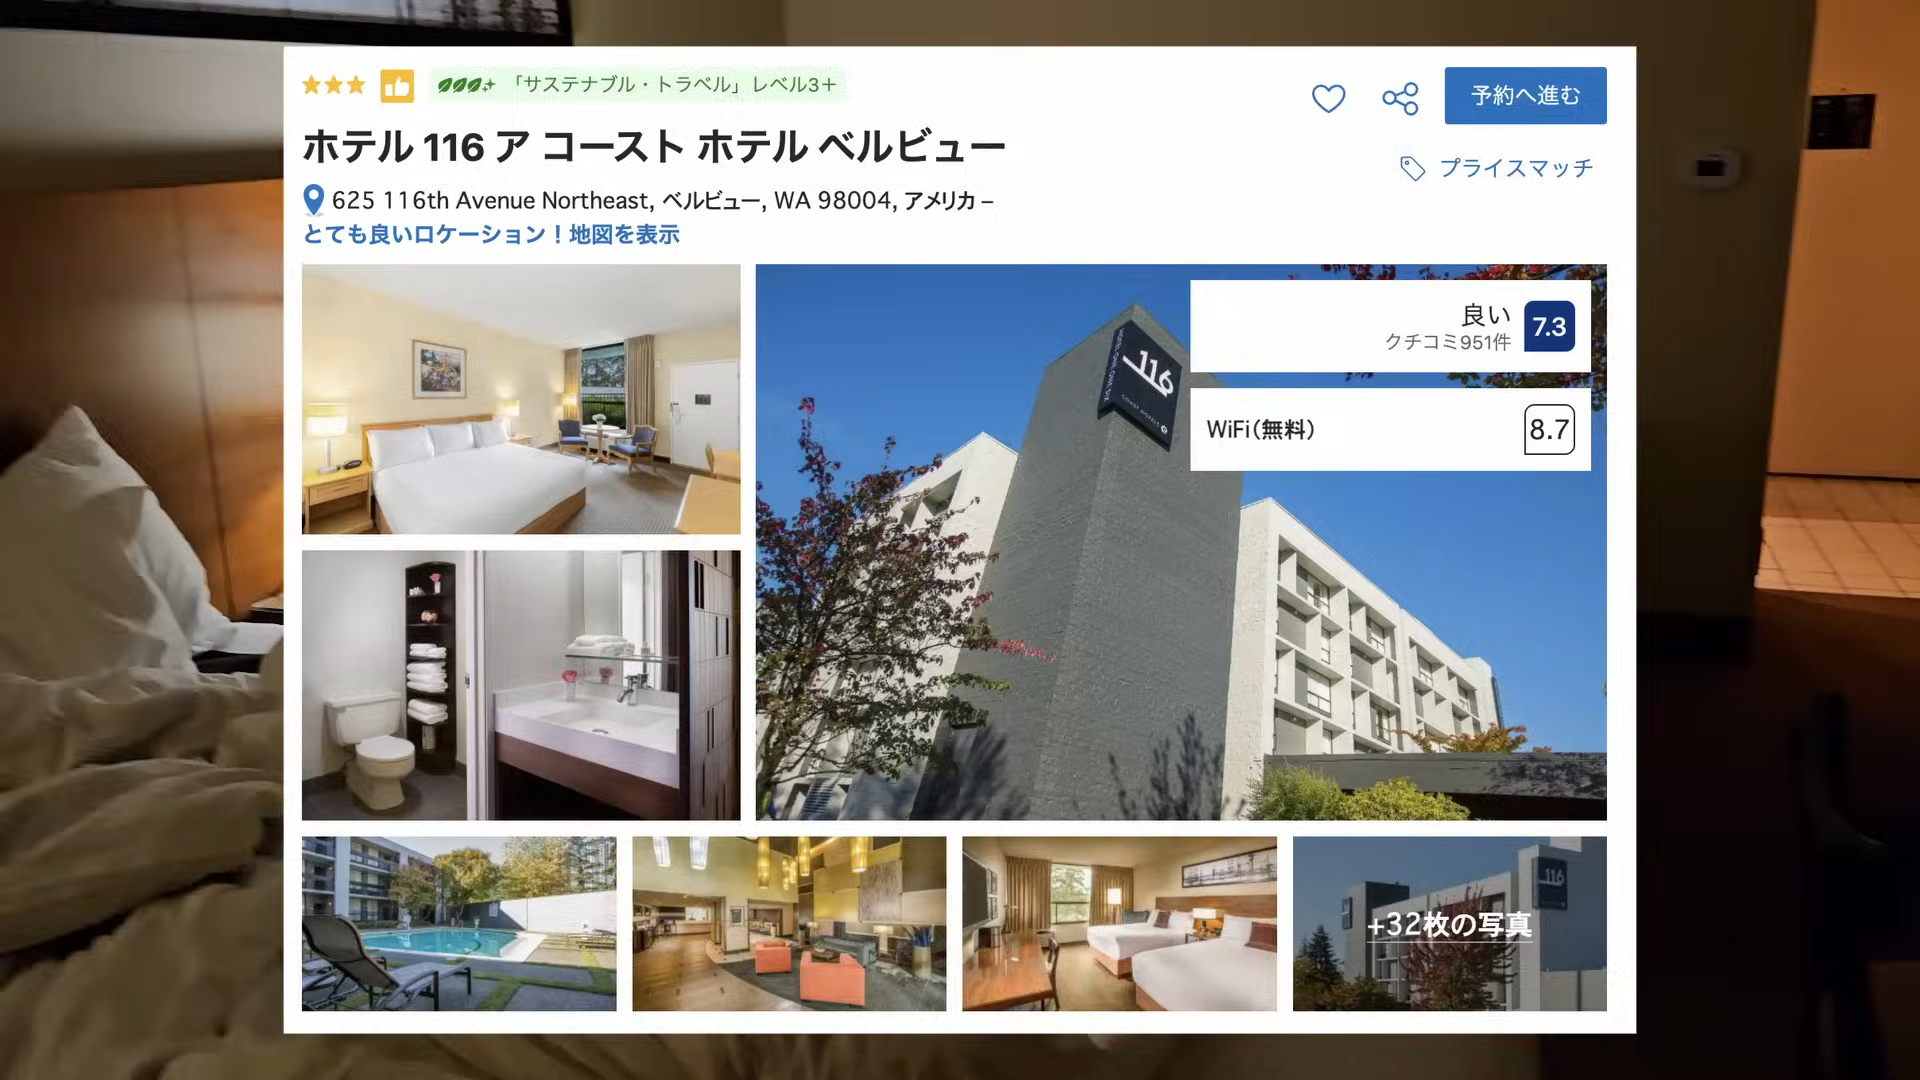 「サステナブル・トラベル」レベル3+
予約へ進む
ホテル 116 ア コースト ホテル ベルビュー
プライスマッチ
625 116th Avenue Northeast, ベルビュー, WA 98004, アメリカ –
とても良いロケーション！地図を表示
良い
7.3
クチコミ951件
WiFi（無料）
8.7
116
116
+32枚の写真